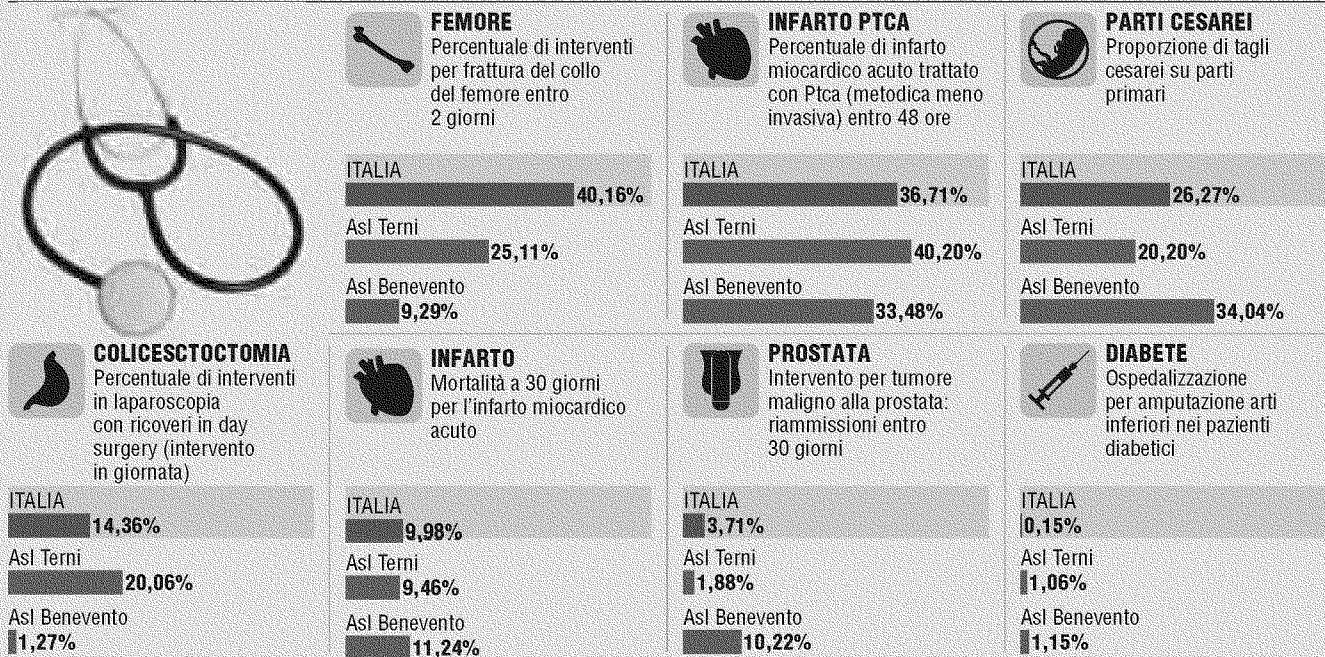 FEMORE
Percentuale di interventi
per frattura del collo
del femore entro
2 giorni
ITALIA
40,16%
Asl Terni
25,11%
Asl Benevento
9,29%
INFARTO PTCA
Percentuale di infarto
miocardico acuto trattato
con Ptca (metodica meno
invasiva) entro 48 ore
ITALIA
36,71%
Asl Terni
40,20%
Asl Benevento
33,48%
PARTI CESAREI
Proporzione di tagli
cesarei su parti
primari
ITALIA
26,27%
Asl Terni
20,20%
Asl Benevento
34,04%
COLICESCTOCTOMIA
Percentuale di interventi
in laparoscopia
con ricoveri in day
surgery (intervento
in giornata)
ITALIA
14,36%
Asl Terni
20,06%
Asl Benevento
1,27%
INFARTO
Mortalità a 30 giorni
per l'infarto miocardico
acuto
ITALIA
9,98%
Asl Terni
9,46%
Asl Benevento
11,24%
PROSTATA
Intervento per tumore
maligno alla prostata:
riammissioni entro
30 giorni
ITALIA
3,71%
Asl Terni
1,88%
Asl Benevento
10,22%
DIABETE
Ospedalizzazione
per amputazione arti
inferiori nei pazienti
diabetici
ITALIA
0,15%
Asl Terni
1,06%
Asl Benevento
1,15%